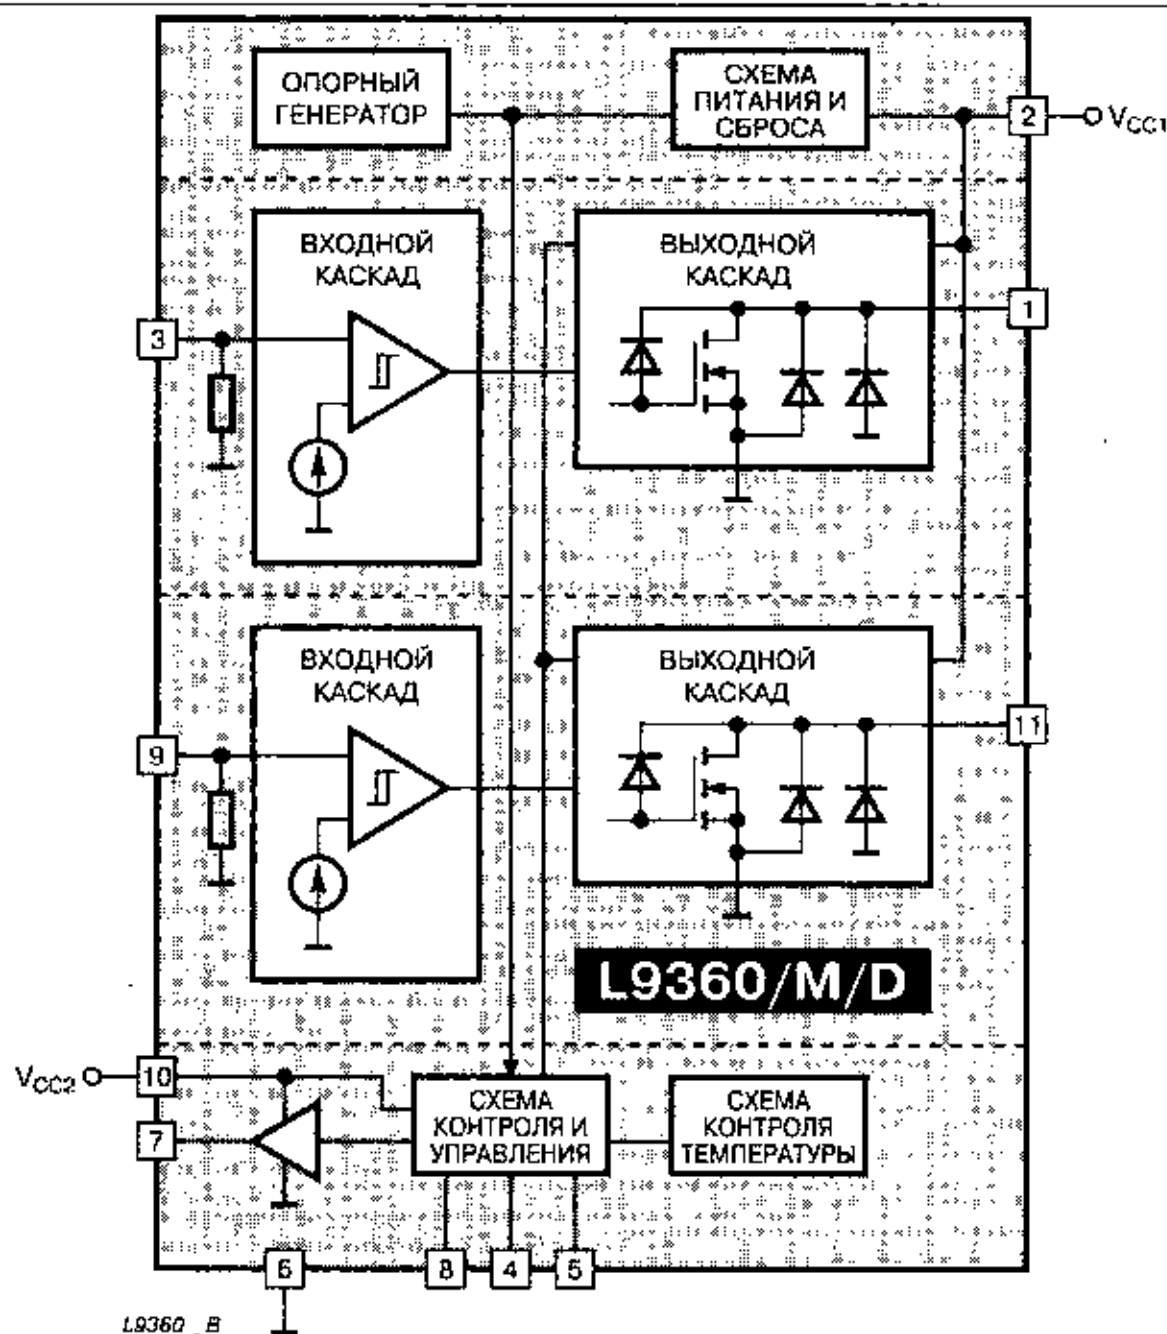 ОПОРНЫЙ
ГЕНЕРАТОР
СХЕМА
ПИТАНИЯ И
СБРОСА
2
VCC1
ВХОДНОЙ
КАСКАД
ВЫХОДНОЙ
КАСКАД
1
3
ВХОДНОЙ
КАСКАД
ВЫХОДНОЙ
КАСКАД
11
9
L9360/M/D
VCC2
10
7
СХЕМА
КОНТРОЛЯ И
УПРАВЛЕНИЯ
СХЕМА
КОНТРОЛЯ
ТЕМПЕРАТУРЫ
6
8
4
5
L9360_B